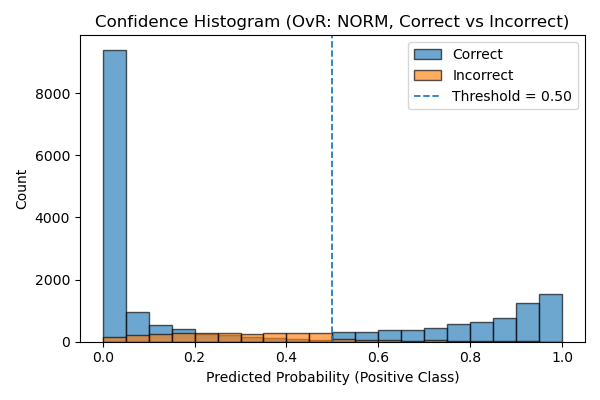 Confidence Histogram (OvR: NORM, Correct vs Incorrect)
Correct
Incorrect
Threshold = 0.50
8000
6000
4000
2000
0
Count
0.0 0.2 0.4 0.6 0.8 1.0
Predicted Probability (Positive Class)